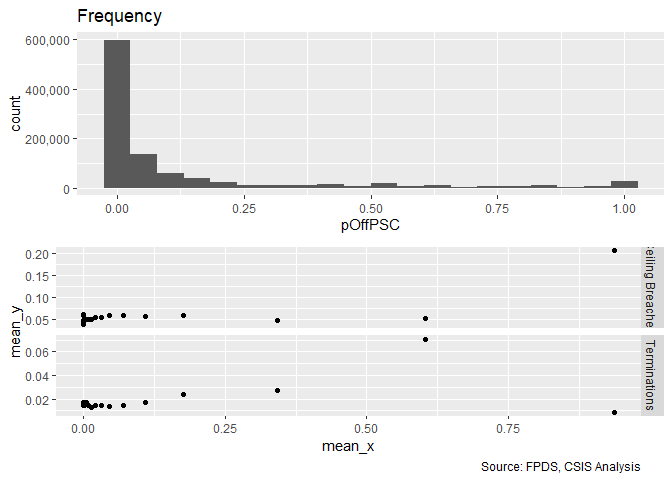 Frequency
600,000
400,000
200,000
0
count
0.00 0.25 0.50 0.75 1.00
pOffPSC
0.20
0.15
0.10
0.05
Ceiling Breaches
0.06
0.04
0.02
Terminations
mean_y
0.00 0.25 0.50 0.75
mean_x
Source: FPDS, CSIS Analysis